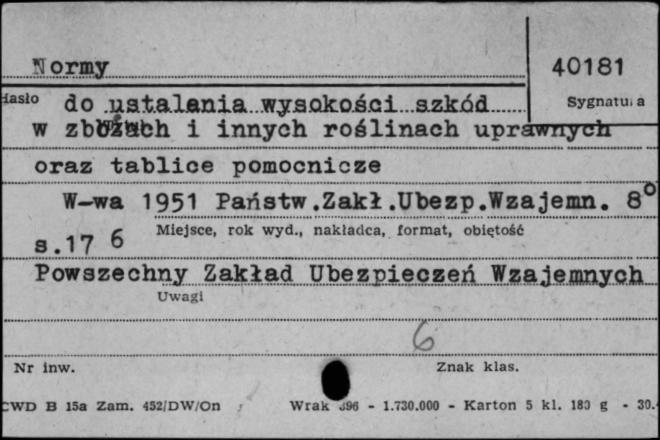 Normy
40181
Hasło do ustalania wysokości szkód
Sygnatura
w zbożach i innych roślinach uprawnych
oraz tablice pomocnicze
W-wa 1951 Państw.Zakł.Ubezp.Wzajemn. 8°
Miejsce, rok wyd., nakładca, format, objętość
s.17 6
Powszechny Zakład Ubezpieczeń Wzajemnych
Uwagi
6
Nr inw.
Znak klas.
CWD B 15a Zam. 452/DW/On Wrak 396 - 1.730.000 - Karton 5 kl. 180 g - 30.